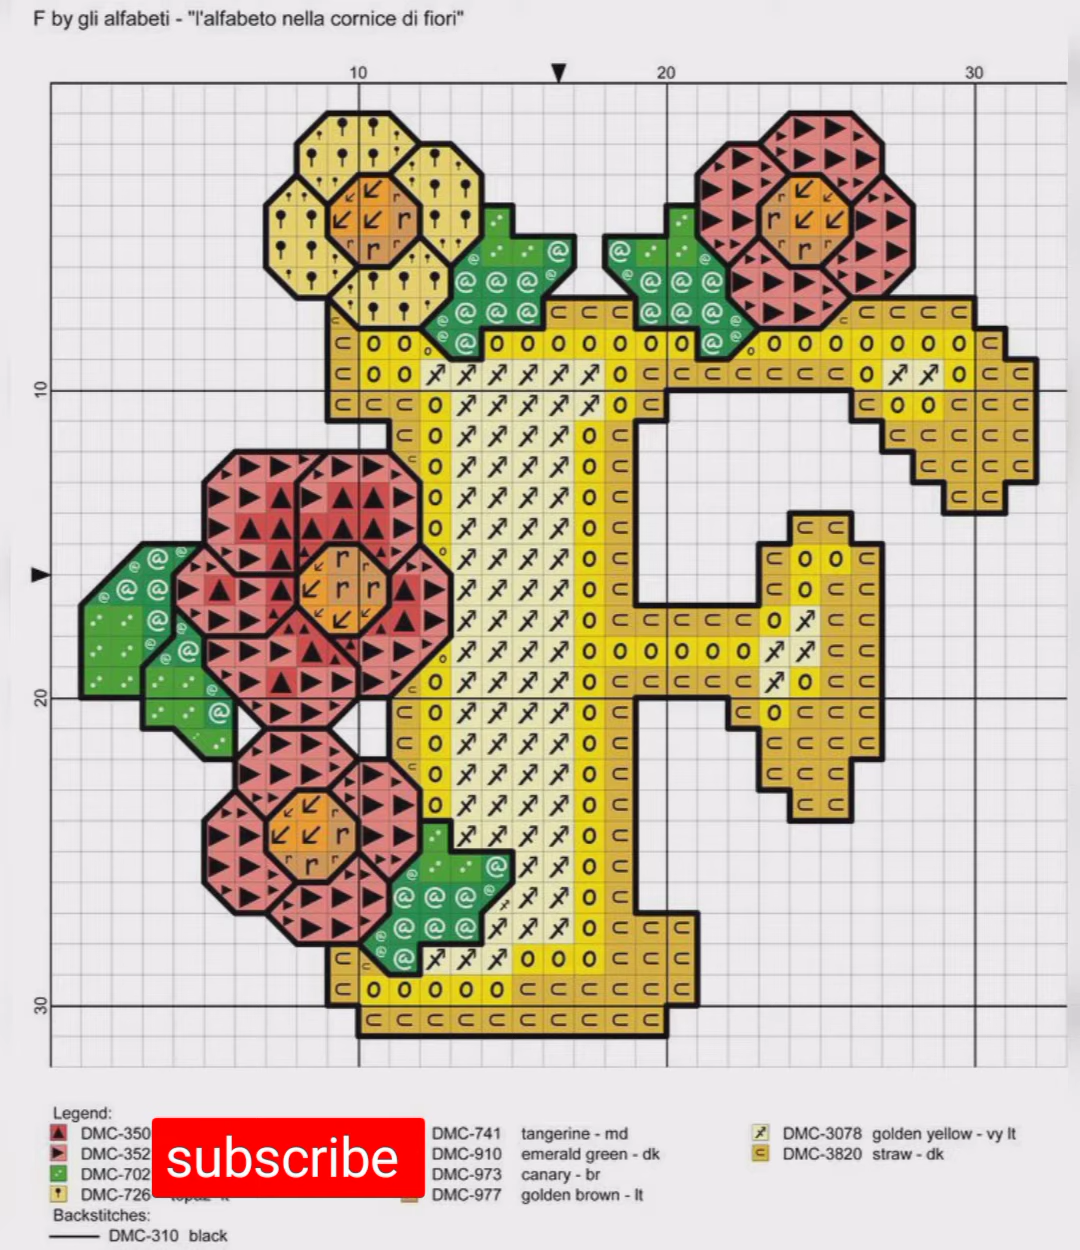 F by gli alfabeti - "l'alfabeto nella cornice di fiori"
10 20 30
10
20
30
Legend:
DMC-350 DMC-741 tangerine - md DMC-3078 golden yellow - vy lt
DMC-352 DMC-910 emerald green - dk DMC-3820 straw - dk
DMC-702 DMC-973 canary - br
DMC-726 DMC-977 golden brown - lt
subscribe
Backstitches:
DMC-310 black